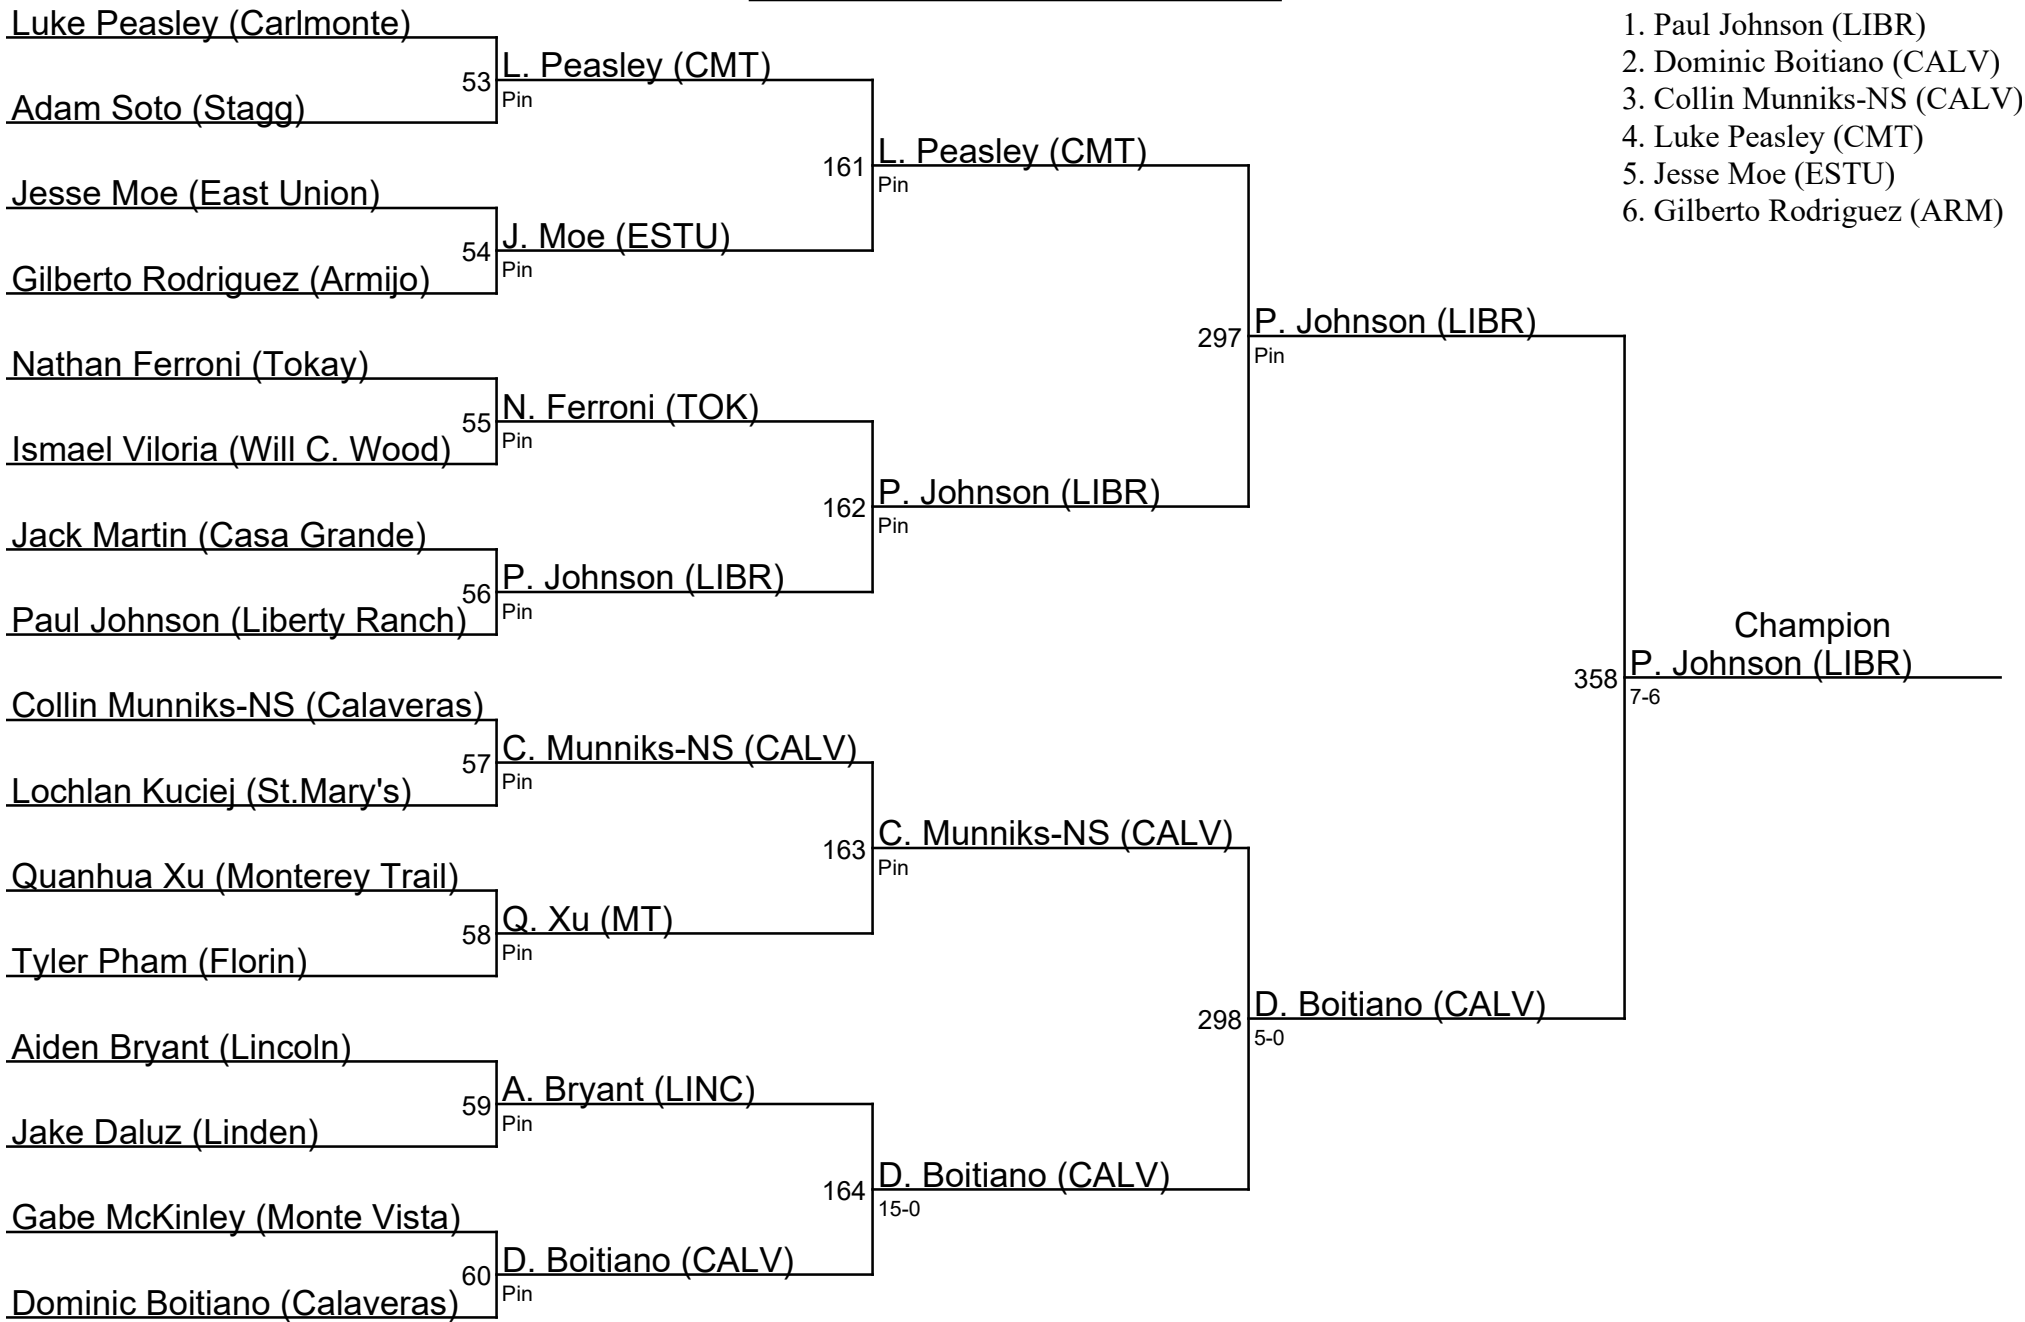 Luke Peasley (Carlmonte)
Adam Soto (Stagg)
Jesse Moe (East Union)
Gilberto Rodriguez (Armijo)
Nathan Ferroni (Tokay)
Ismael Viloria (Will C. Wood)
Jack Martin (Casa Grande)
Paul Johnson (Liberty Ranch)
Collin Munniks-NS (Calaveras)
Lochlan Kuciej (St.Mary's)
Quanhua Xu (Monterey Trail)
Tyler Pham (Florin)
Aiden Bryant (Lincoln)
Jake Daluz (Linden)
Gabe McKinley (Monte Vista)
Dominic Boitiano (Calaveras)
53 L. Peasley (CMT)
Pin
54 J. Moe (ESTU)
Pin
55 N. Ferroni (TOK)
Pin
56 P. Johnson (LIBR)
Pin
57 C. Munniks-NS (CALV)
Pin
58 Q. Xu (MT)
Pin
59 A. Bryant (LINC)
Pin
60 D. Boitiano (CALV)
Pin
161 L. Peasley (CMT)
Pin
162 P. Johnson (LIBR)
Pin
163 C. Munniks-NS (CALV)
Pin
164 D. Boitiano (CALV)
15-0
297 P. Johnson (LIBR)
Pin
298 D. Boitiano (CALV)
5-0
Champion
358 P. Johnson (LIBR)
7-6
1. Paul Johnson (LIBR)
2. Dominic Boitiano (CALV)
3. Collin Munniks-NS (CALV)
4. Luke Peasley (CMT)
5. Jesse Moe (ESTU)
6. Gilberto Rodriguez (ARM)